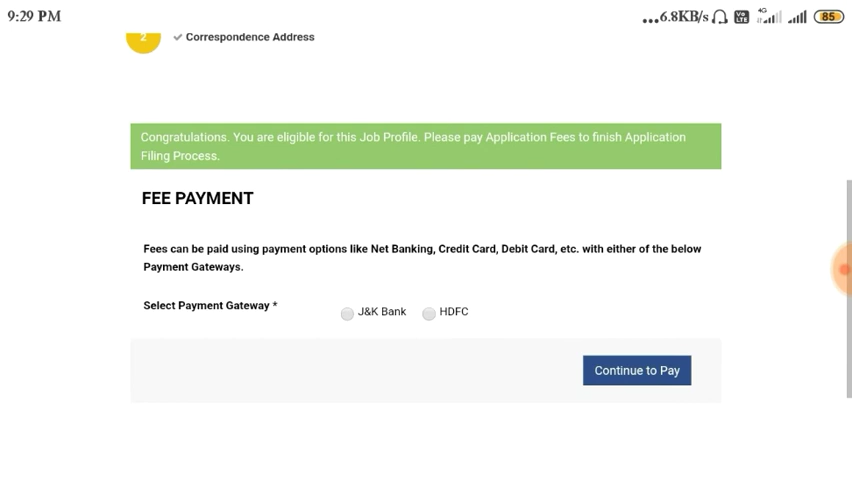 9:29 PM
...6.8KB/s Vo LTE 4G 85
2 Correspondence Address
Congratulations. You are eligible for this Job Profile. Please pay Application Fees to finish Application
Filing Process.
FEE PAYMENT
Fees can be paid using payment options like Net Banking, Credit Card, Debit Card, etc. with either of the below
Payment Gateways.
Select Payment Gateway * J&K Bank HDFC
Continue to Pay